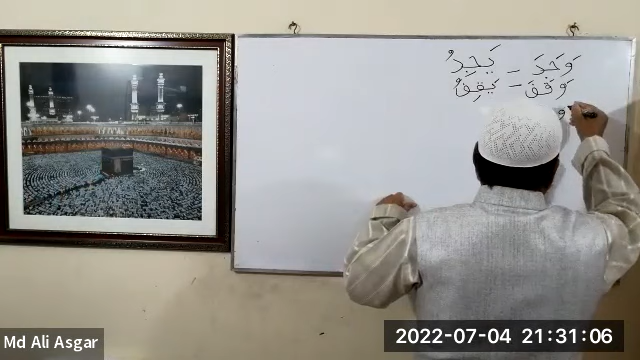 وَجَدَ – يَجِدُ
وَفِقَ – يَفِقُ
و
Md Ali Asgar
2022-07-04 21:31:06